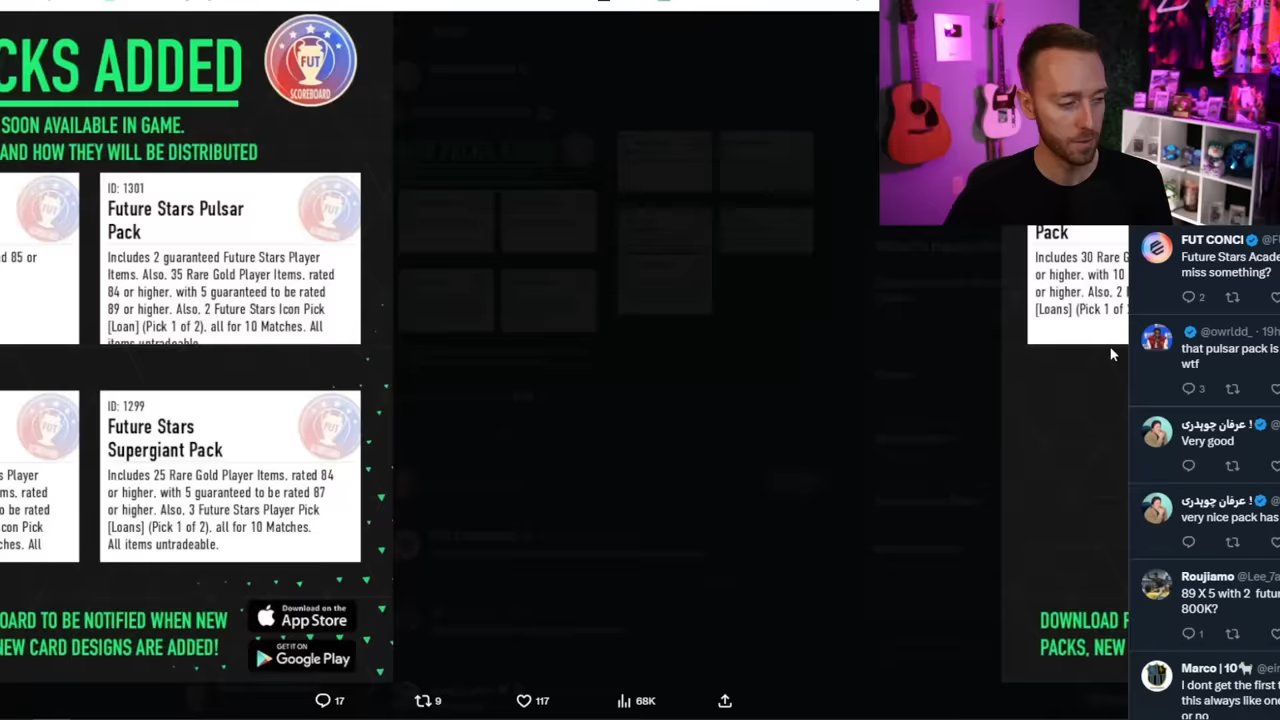 CKS ADDED
FUT
SCOREBOARD
SOON AVAILABLE IN GAME.
AND HOW THEY WILL BE DISTRIBUTED
d 85 or
ID: 1301
Future Stars Pulsar
Pack
Includes 2 guaranteed Future Stars Player
Items. Also, 35 Rare Gold Player Items, rated
84 or higher, with 5 guaranteed to be rated
89 or higher. Also, 2 Future Stars Icon Pick
[Loan] (Pick 1 of 2), all for 10 Matches. All
items untradeable.
s Player
ms, rated
o be rated
con Pick
ches. All
ID: 1299
Future Stars
Supergiant Pack
Includes 25 Rare Gold Player Items, rated 84
or higher, with 5 guaranteed to be rated 87
or higher. Also, 3 Future Stars Player Pick
[Loans] (Pick 1 of 2), all for 10 Matches.
All items untradeable.
OARD TO BE NOTIFIED WHEN NEW
NEW CARD DESIGNS ARE ADDED!
Download on the
App Store
GET IT ON
Google Play
17
9
117
68K
Pack
Includes 30 Rare G
or higher, with 10
or higher. Also, 2
[Loans] (Pick 1 of
DOWNLOAD F
PACKS, NEW
FUT CONCI @F
Future Stars Acade
miss something?
2
@owrldd_ · 19h
that pulsar pack is
wtf
3
عرفان چوہدری ! @
Very good
عرفان چوہدری ! @
very nice pack has
Roujiamo @Lee_7a
89 X 5 with 2 futur
800K?
1
Marco | 10 @ein
I dont get the first t
this always like one
or no